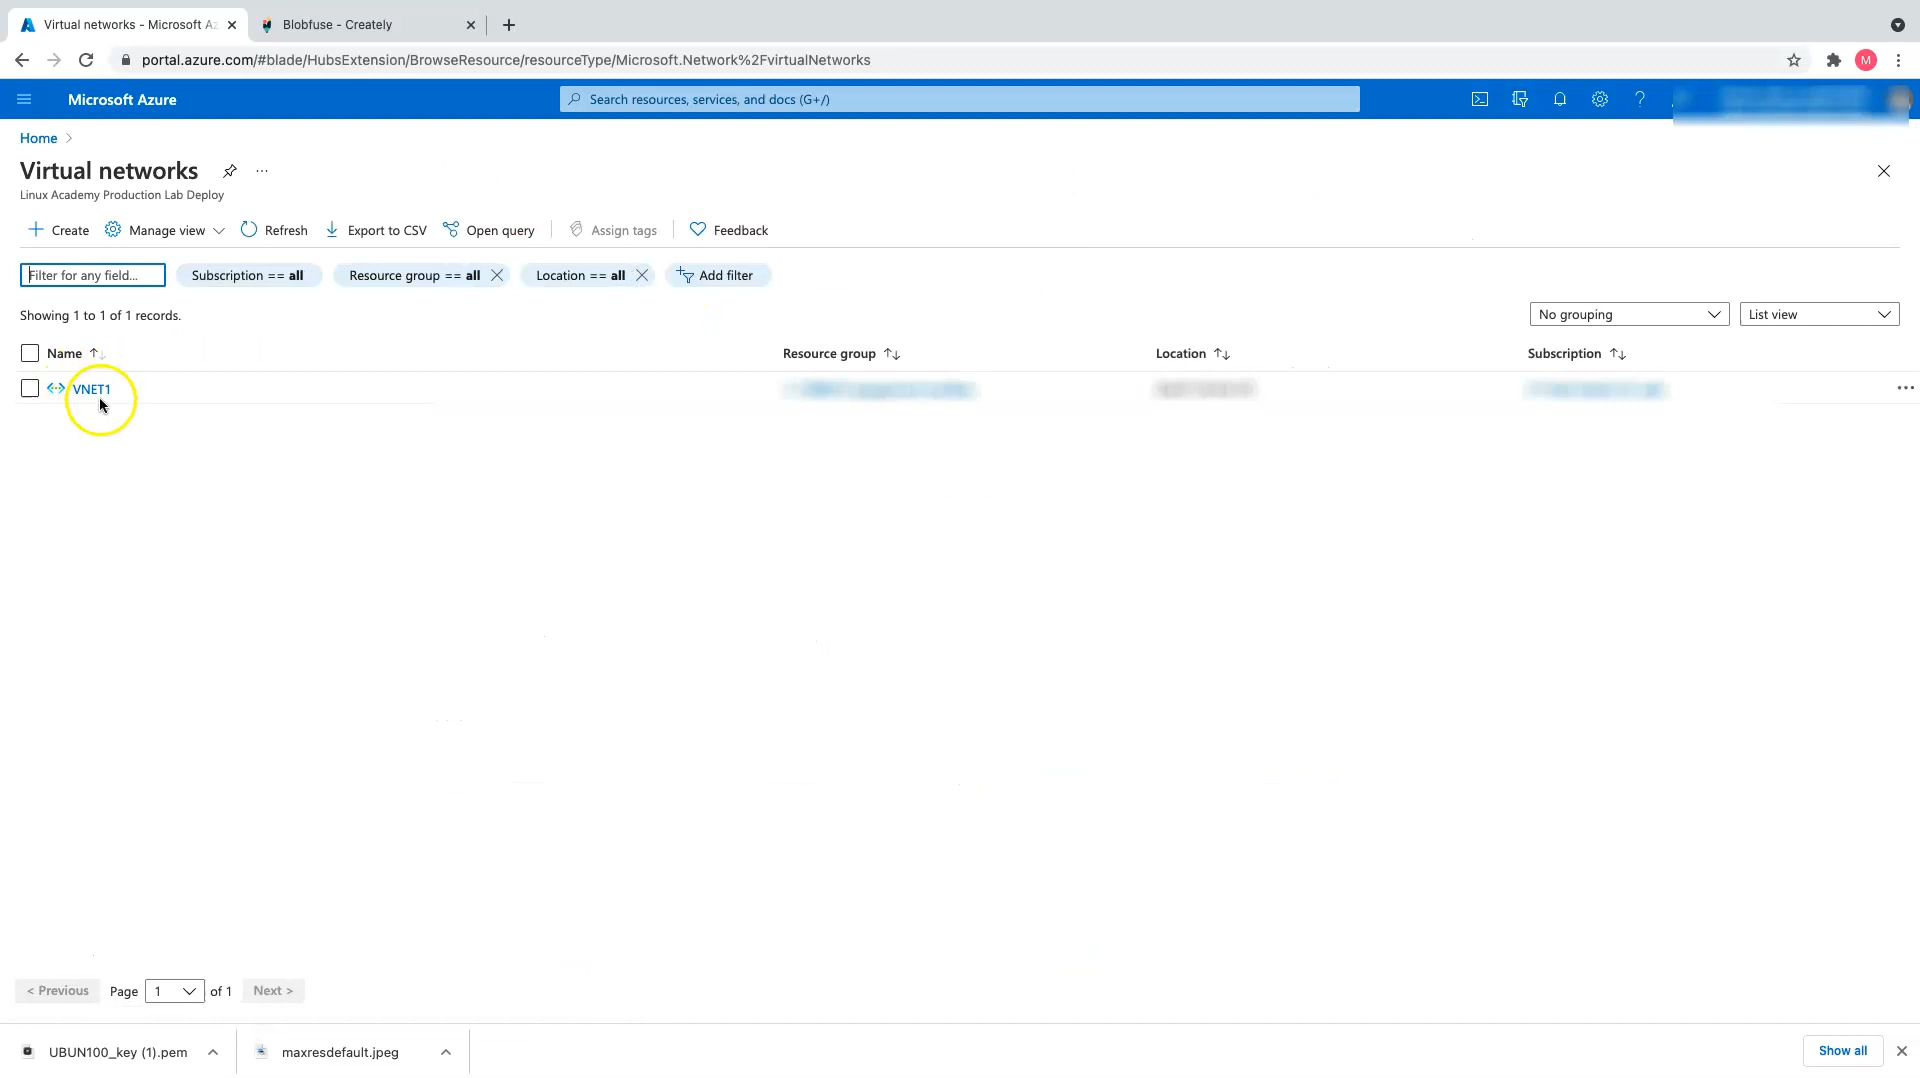 Virtual networks - Microsoft Az
Blobfuse - Creately
portal.azure.com/#blade/HubsExtension/BrowseResource/resourceType/Microsoft.Network%2FvirtualNetworks
M
Microsoft Azure
Search resources, services, and docs (G+/)
Home
Virtual networks
Linux Academy Production Lab Deploy
Create
Manage view
Refresh
Export to CSV
Open query
Assign tags
Feedback
Filter for any field...
Subscription == all
Resource group == all
Location == all
Add filter
Showing 1 to 1 of 1 records.
No grouping
List view
Name
Resource group
Location
Subscription
VNET1
< Previous
Page
1
of 1
Next >
UBUN100_key (1).pem
maxresdefault.jpeg
Show all